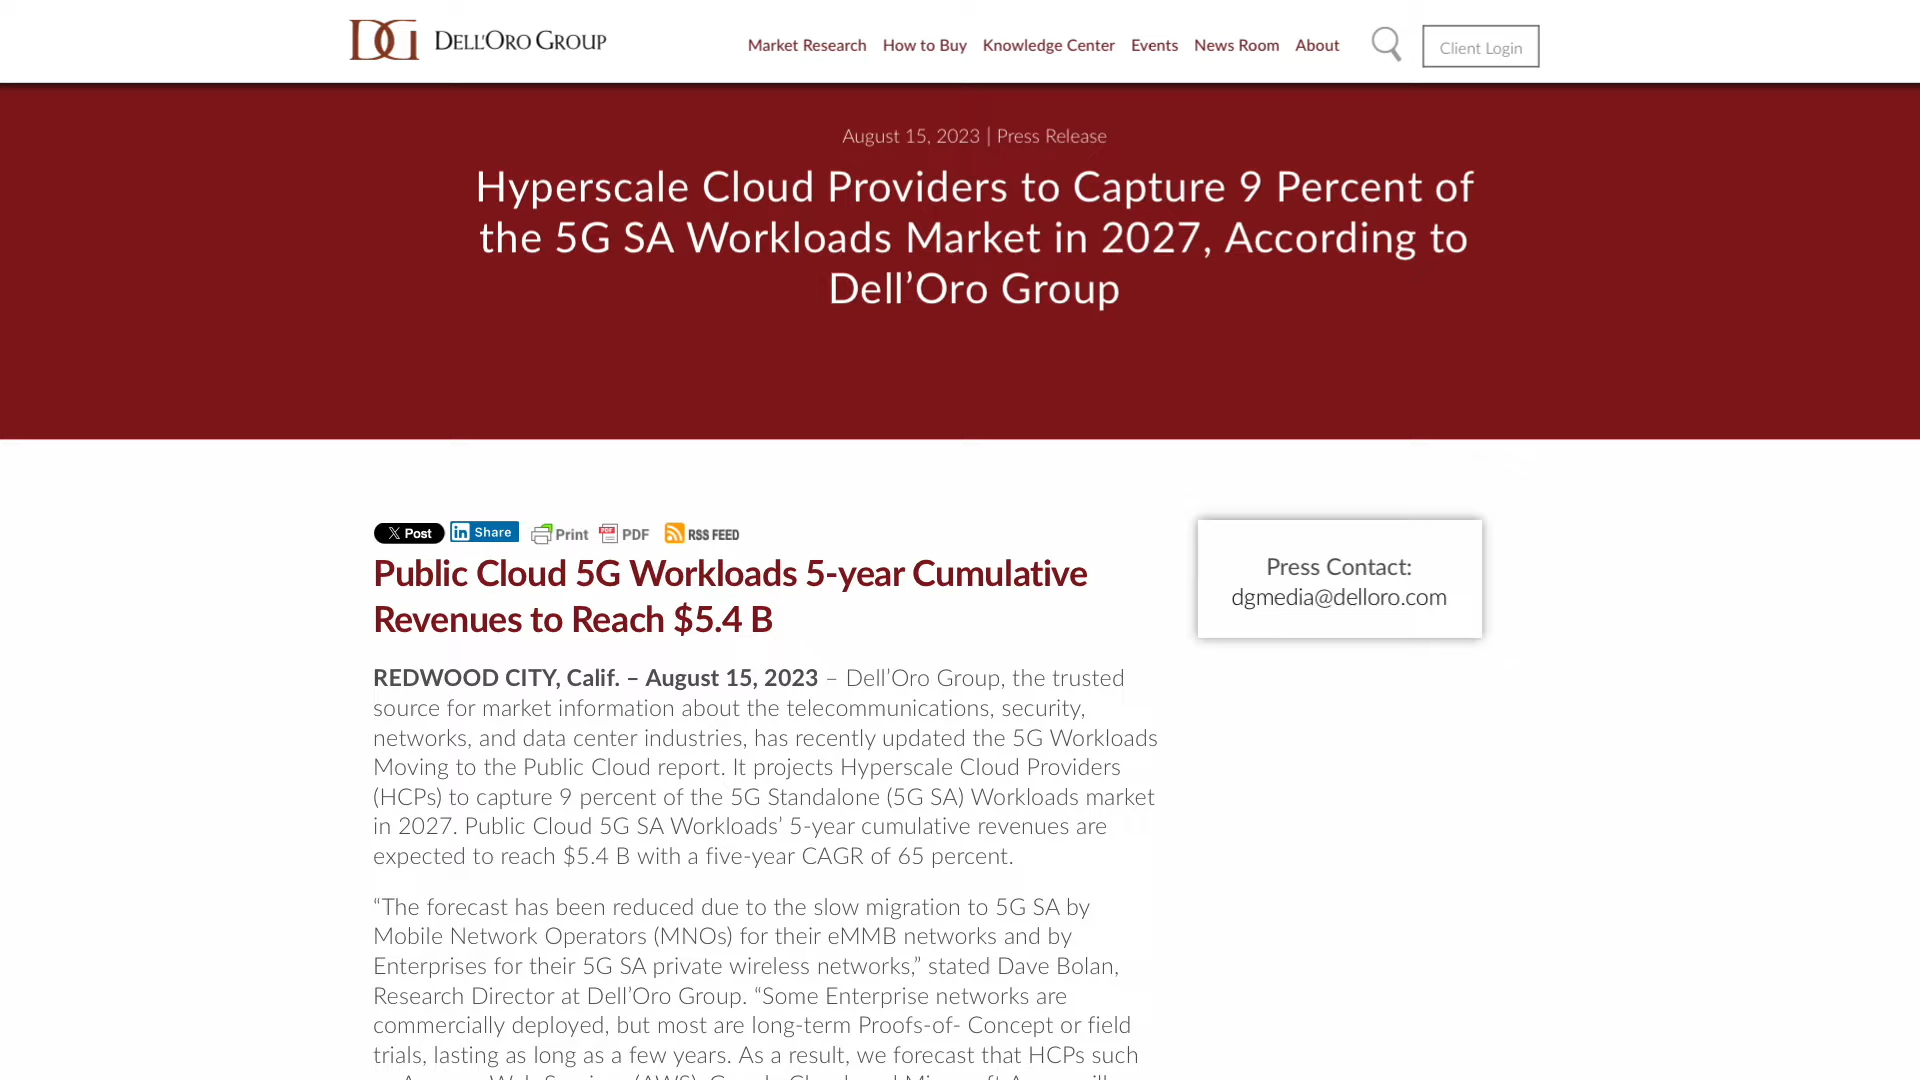 DG DELL'ORO GROUP
Market Research How to Buy Knowledge Center Events News Room About Client Login
August 15, 2023 | Press Release
Hyperscale Cloud Providers to Capture 9 Percent of
the 5G SA Workloads Market in 2027, According to
Dell’Oro Group
X Post in Share Print PDF RSS FEED
Public Cloud 5G Workloads 5-year Cumulative
Revenues to Reach $5.4 B
REDWOOD CITY, Calif. – August 15, 2023 – Dell’Oro Group, the trusted
source for market information about the telecommunications, security,
networks, and data center industries, has recently updated the 5G Workloads
Moving to the Public Cloud report. It projects Hyperscale Cloud Providers
(HCPs) to capture 9 percent of the 5G Standalone (5G SA) Workloads market
in 2027. Public Cloud 5G SA Workloads’ 5-year cumulative revenues are
expected to reach $5.4 B with a five-year CAGR of 65 percent.
“The forecast has been reduced due to the slow migration to 5G SA by
Mobile Network Operators (MNOs) for their eMMB networks and by
Enterprises for their 5G SA private wireless networks,” stated Dave Bolan,
Research Director at Dell’Oro Group. “Some Enterprise networks are
commercially deployed, but most are long-term Proofs-of- Concept or field
trials, lasting as long as a few years. As a result, we forecast that HCPs such
Press Contact:
dgmedia@delloro.com